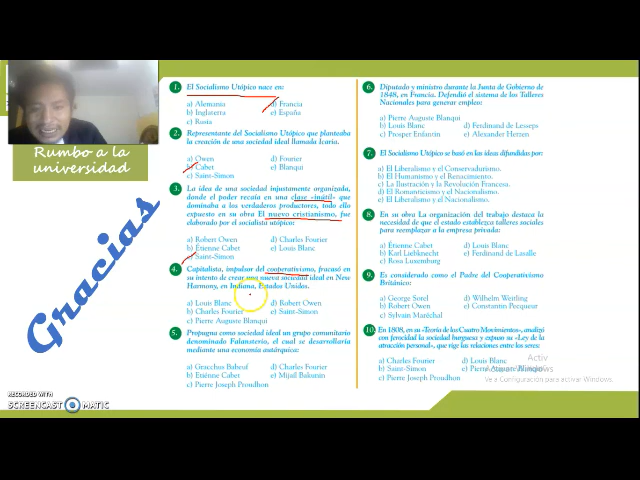 Rumbo a la
universidad
Gracias
1. El Socialismo Utópico nace en:
a) Alemania d) Francia
b) Inglaterra e) España
c) Rusia
2. Representante del Socialismo Utópico que planteaba
la creación de una sociedad ideal llamada Icaria.
a) Owen d) Fourier
b) Cabet e) Blanqui
c) Saint-Simon
3. La idea de una sociedad injustamente organizada,
donde el poder recaía en una clase «inútil» que
dominaba a los verdaderos productores, todo ello
expuesto en su obra El nuevo cristianismo, fue
elaborado por el socialista utópico:
a) Robert Owen d) Charles Fourier
b) Étienne Cabet e) Louis Blanc
c) Saint-Simon
4. Capitalista, impulsor del cooperativismo, fracasó en
su intento de crear una nueva sociedad ideal en New
Harmony, en Indiana, Estados Unidos.
a) Louis Blanc d) Robert Owen
b) Charles Fourier e) Saint-Simon
c) Pierre Auguste Blanqui
5. Propugna como sociedad ideal un grupo comunitario
denominado Falansterio, el cual se desarrollaría
mediante una economía autárquica:
a) Gracchus Babeuf d) Charles Fourier
b) Etiénne Cabet e) Mijail Bakunin
c) Pierre Joseph Proudhon
6. Diputado y ministro durante la Junta de Gobierno de
1848, en Francia. Defendió el sistema de los Talleres
Nacionales para generar empleo:
a) Pierre Auguste Blanqui
b) Louis Blanc d) Ferdinand de Lesseps
c) Prosper Enfantin e) Alexander Herzen
7. El Socialismo Utópico se basó en las ideas difundidas por:
a) El Liberalismo y el Conservadurismo.
b) El Humanismo y el Renacimiento.
c) La Ilustración y la Revolución Francesa.
d) El Romanticismo y el Nacionalismo.
e) El Liberalismo y el Nacionalismo.
8. En su obra La organización del trabajo destaca la
necesidad de que el estado establezca talleres sociales
para reemplazar a la empresa privada:
a) Étienne Cabet d) Louis Blanc
b) Karl Liebknecht e) Ferdinand de Lasalle
c) Rosa Luxemburg
9. Es considerado como el Padre del Cooperativismo
Británico:
a) George Sorel d) Wilhelm Weitling
b) Robert Owen e) Constantin Pecqueur
c) Sylvain Maréchal
10. En 1808, en su «Teoría de los Cuatro Movimientos», analizó
con ferocidad la sociedad burguesa y expuso su «Ley de la
atracción personal», que rige las relaciones entre los seres:
a) Charles Fourier d) Louis Blanc
b) Saint-Simon e) Pierre Auguste Blanqui
c) Pierre Joseph Proudhon
Activ
Activar Windows
Ve a Configuración para activar Windows.
RECORDED WITH
SCREENCAST MATIC